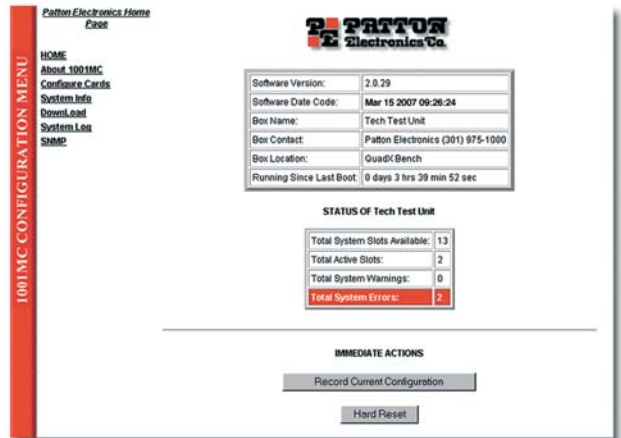 1001MC CONFIGURATION MENU
Patton Electronics Home
Page
HOME
About 1001MC
Configure Cards
System Info
DownLoad
System Log
SNMP
PE PATTON
Electronics Co.
Software Version: 2.0.29
Software Date Code: Mar 15 2007 09:26:24
Box Name: Tech Test Unit
Box Contact: Patton Electronics (301) 975-1000
Box Location: QuadX Bench
Running Since Last Boot: 0 days 3 hrs 39 min 52 sec
STATUS OF Tech Test Unit
Total System Slots Available: 13
Total Active Slots: 2
Total System Warnings: 0
Total System Errors: 2
IMMEDIATE ACTIONS
Record Current Configuration
Hard Reset